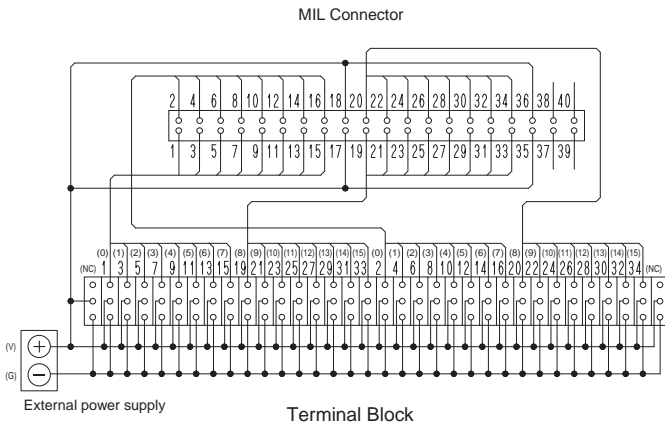 MIL Connector
2 4 6 8 10 12 14 16 18 20 22 24 26 28 30 32 34 36 38 40
1 3 5 7 9 11 13 15 17 19 21 23 25 27 29 31 33 35 37 39
(0) (1) (2) (3) (4) (5) (6) (7) (8) (9) (10) (11) (12) (13) (14) (15) (0) (1) (2) (3) (4) (5) (6) (7) (8) (9) (10) (11) (12) (13) (14) (15)
(NC) 1 3 5 7 9 11 13 15 19 21 23 25 27 29 31 33 2 4 6 8 10 12 14 16 20 22 24 26 28 30 32 34 (NC)
(V) +
(G) −
External power supply
Terminal Block